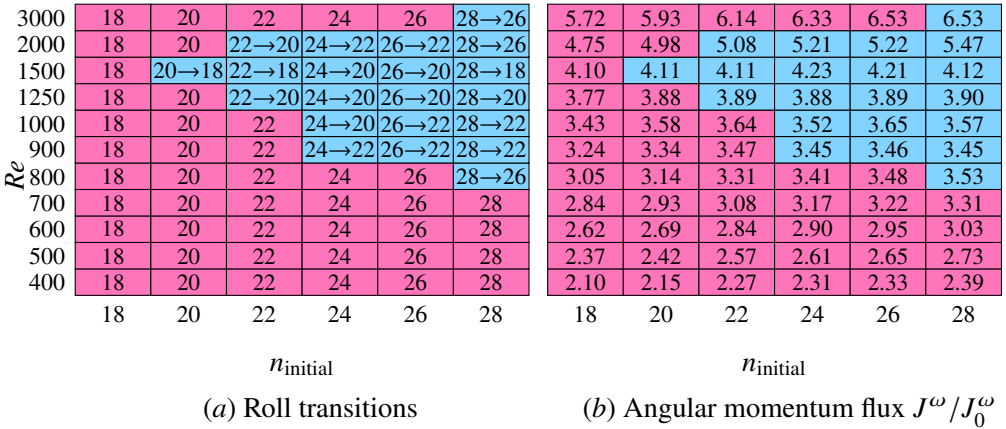 3000 18 20 22 24 26 28→26 5.72 5.93 6.14 6.33 6.53 6.53
2000 18 20 22→20 24→22 26→22 28→26 4.75 4.98 5.08 5.21 5.22 5.47
1500 18 20→18 22→18 24→20 26→20 28→18 4.10 4.11 4.11 4.23 4.21 4.12
1250 18 20 22→20 24→20 26→20 28→20 3.77 3.88 3.89 3.88 3.89 3.90
1000 18 20 22 24→20 26→22 28→22 3.43 3.58 3.64 3.52 3.65 3.57
900 18 20 22 24→22 26→22 28→22 3.24 3.34 3.47 3.45 3.46 3.45
Re
800 18 20 22 24 26 28→26 3.05 3.14 3.31 3.41 3.48 3.53
700 18 20 22 24 26 28 2.84 2.93 3.08 3.17 3.22 3.31
600 18 20 22 24 26 28 2.62 2.69 2.84 2.90 2.95 3.03
500 18 20 22 24 26 28 2.37 2.42 2.57 2.61 2.65 2.73
400 18 20 22 24 26 28 2.10 2.15 2.27 2.31 2.33 2.39
18 20 22 24 26 28 18 20 22 24 26 28
n_initial n_initial
(a) Roll transitions (b) Angular momentum flux J^ω/J_0^ω